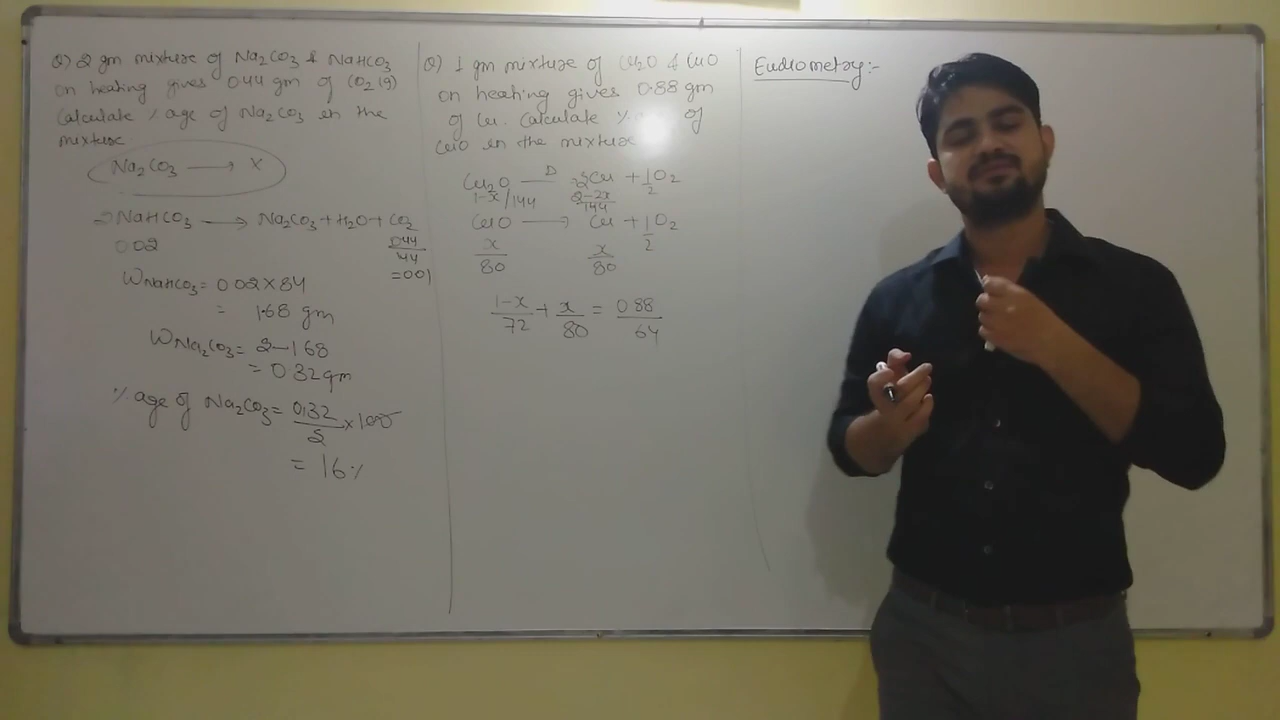 Q) 2 gm mixture of Na2CO3 & NaHCO3
on heating gives 0.44 gm of CO2(g)
Calculate % age of Na2CO3 in the
mixture.
Na2CO3 → X
2NaHCO3 → Na2CO3 + H2O + CO2
0.02
0.44/44
= 0.01
WNaHCO3 = 0.02 × 84
= 1.68 gm
WNa2CO3 = 2 - 1.68
= 0.32 gm
% age of Na2CO3 = 0.32/2 × 100
= 16 %
Q) 1 gm mixture of Cu2O & CuO
on heating gives 0.88 gm
of Cu. Calculate % of
CuO in the mixture
Cu2O →Δ 2Cu + 1/2 O2
1-x/144 2-2x/144
CuO → Cu + 1/2 O2
x/80 x/80
1-x/72 + x/80 = 0.88/64
Eudiometry:-